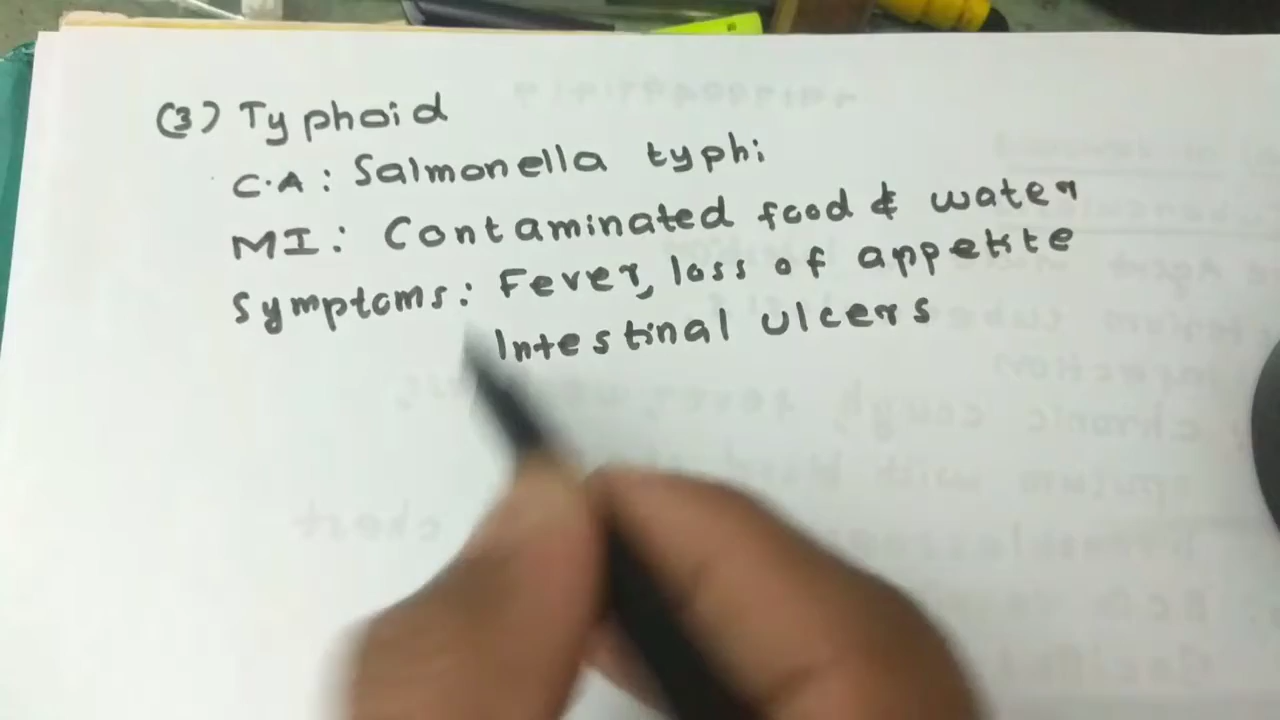 (3) Typhoid
C.A: Salmonella typhi
MI: Contaminated food & water
Symptoms: Fever, loss of appetite
Intestinal ulcers